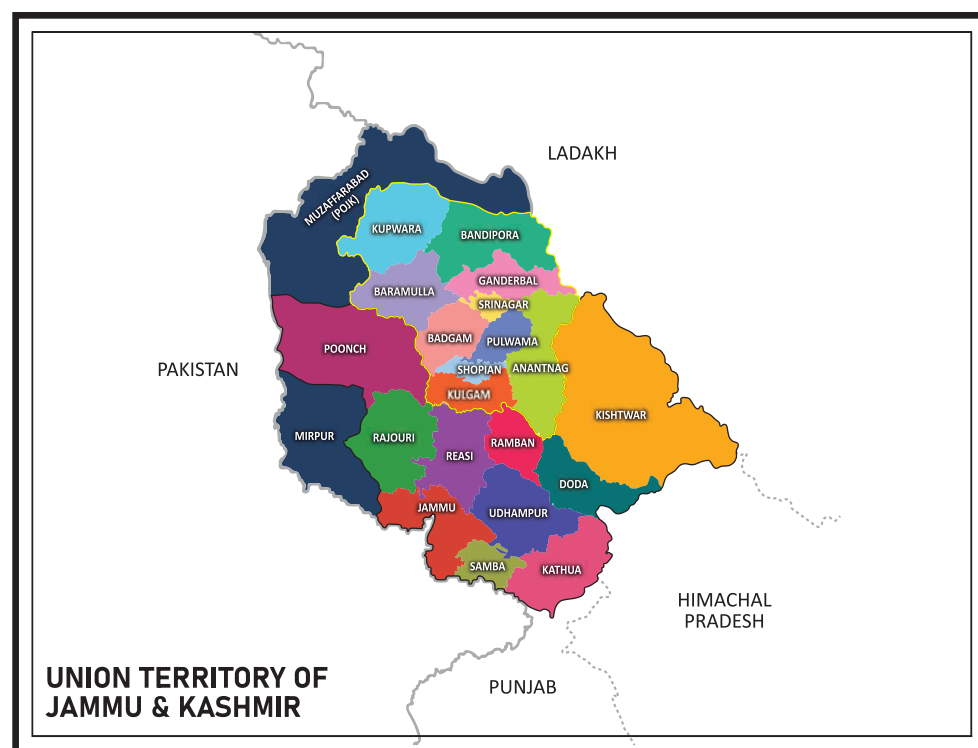 LADAKH
MUZAFFARABAD
(POJK)
KUPWARA
BANDIPORA
GANDERBAL
BARAMULLA
SRINAGAR
BADGAM
PULWAMA
POONCH
PAKISTAN
SHOPIAN
ANANTNAG
KULGAM
KISHTWAR
MIRPUR
RAJOURI
RAMBAN
REASI
DODA
JAMMU
UDHAMPUR
SAMBA
KATHUA
HIMACHAL
PRADESH
PUNJAB
UNION TERRITORY OF
JAMMU & KASHMIR